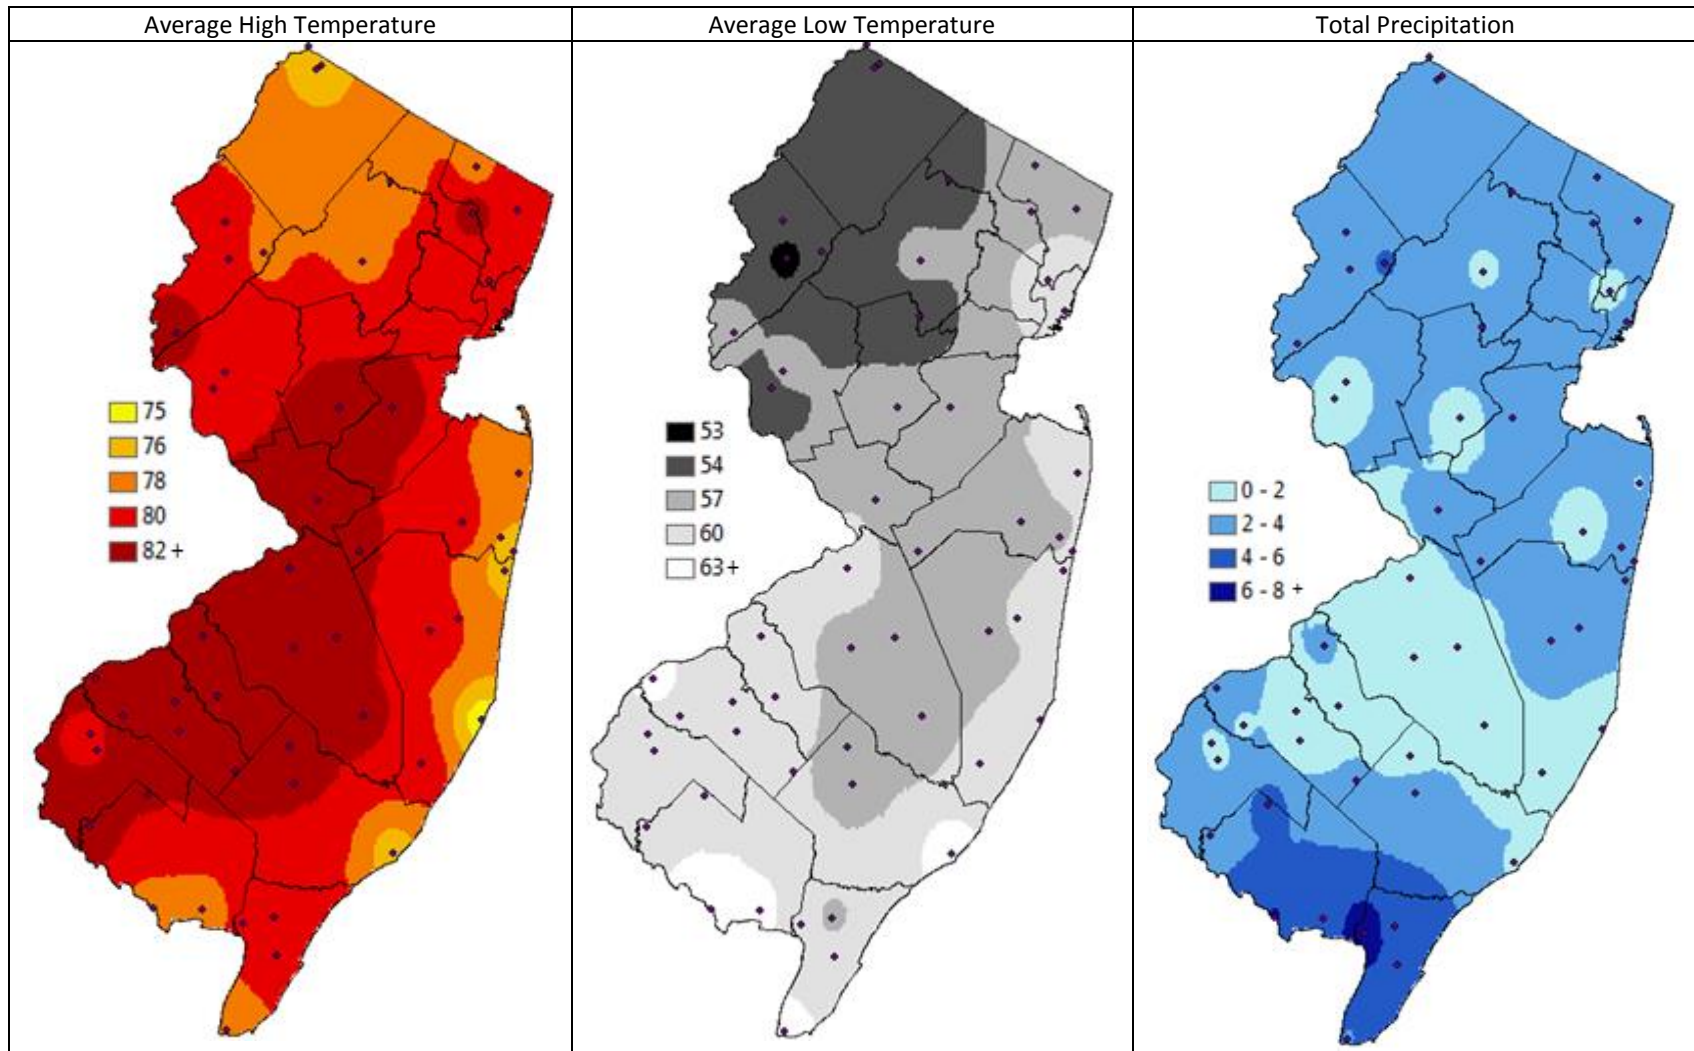 Average High Temperature
Average Low Temperature
Total Precipitation
75
76
78
80
82 +
53
54
57
60
63+
0 - 2
2 - 4
4 - 6
6 - 8 +